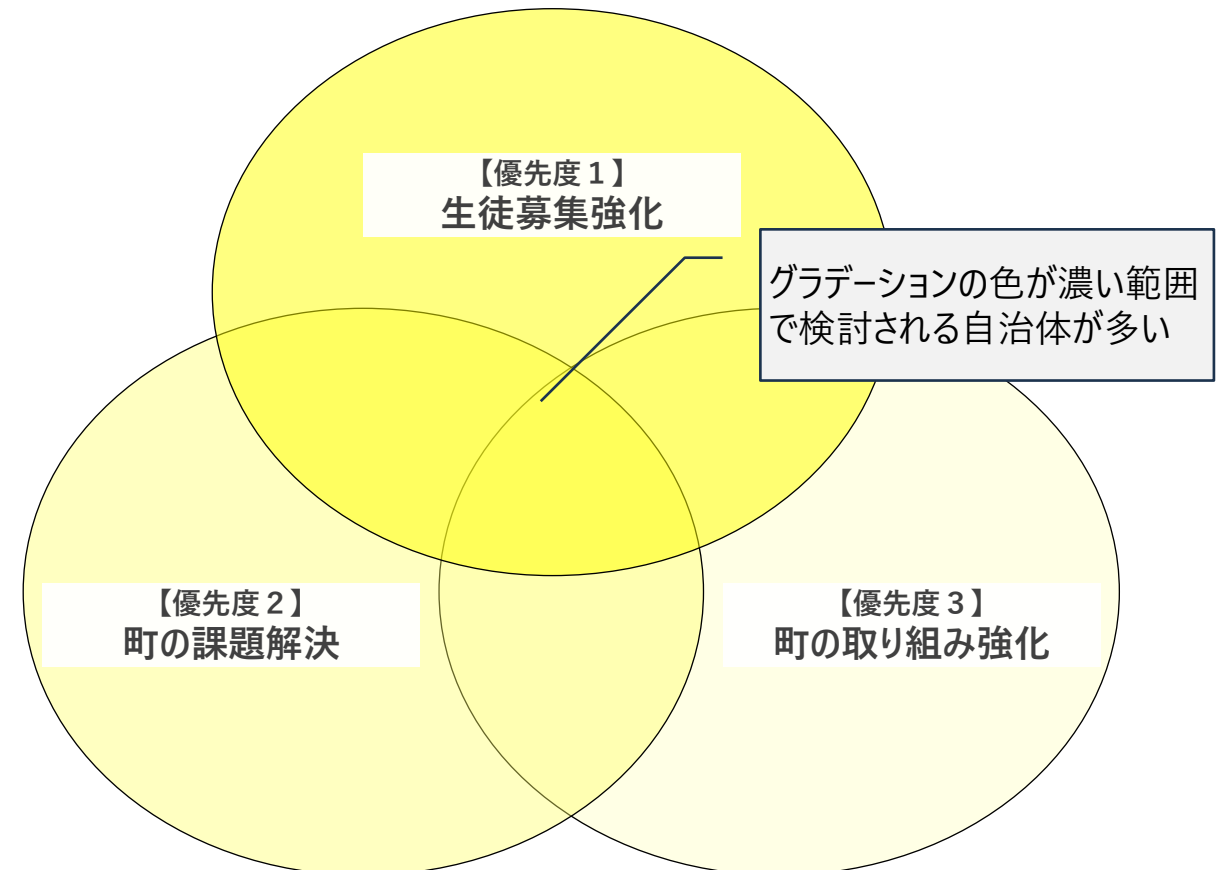 【優先度１】
生徒募集強化
グラデーションの色が濃い範囲
で検討される自治体が多い
【優先度２】
町の課題解決
【優先度３】
町の取り組み強化